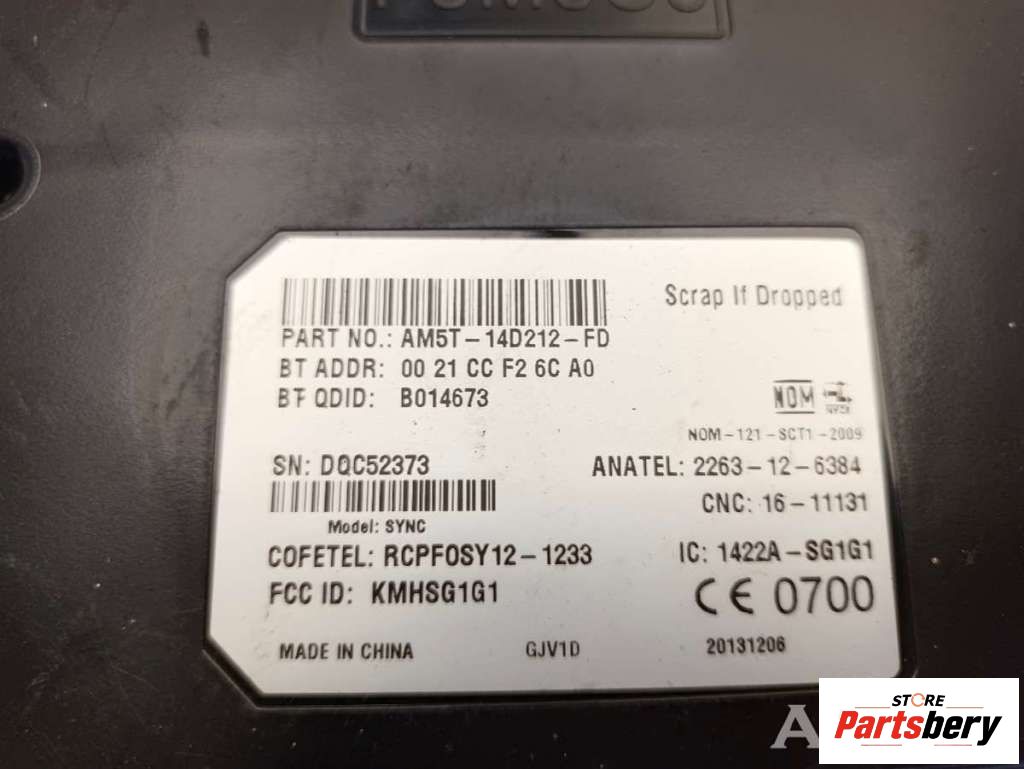 Scrap If Dropped
PART NO.: AM5T-14D212-FD
BT ADDR: 00 21 CC F2 6C A0
BT QDID: B014673
NOM
NYCE
NOM-121-SCT1-2009
SN: DQC52373
ANATEL: 2263-12-6384
CNC: 16-11131
Model: SYNC
COFETEL: RCPFOSY12-1233
IC: 1422A-SG1G1
FCC ID: KMHSG1G1
CE 0700
MADE IN CHINA
GJV1D
20131206
A
STORE
Partsbery